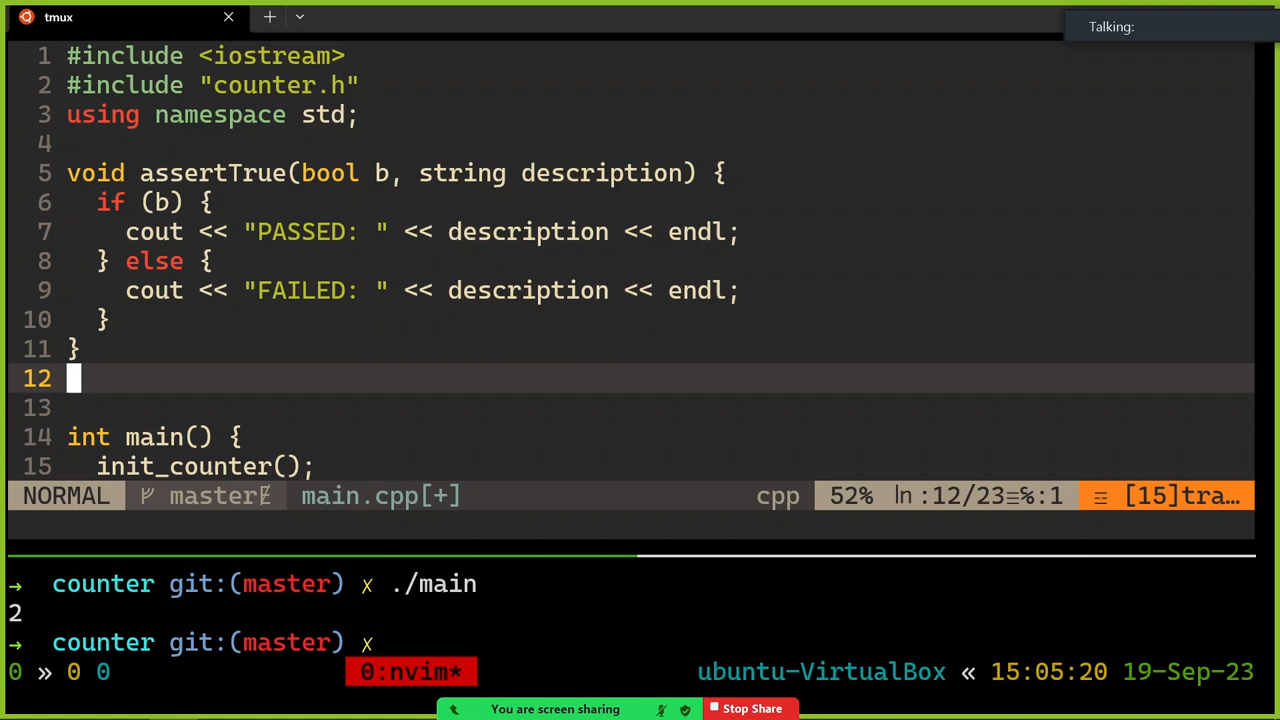 tmux
Talking:
1 #include <iostream>
2 #include "counter.h"
3 using namespace std;
4
5 void assertTrue(bool b, string description) {
6   if (b) {
7     cout << "PASSED: " << description << endl;
8   } else {
9     cout << "FAILED: " << description << endl;
10   }
11 }
12
13
14 int main() {
15   init_counter();
NORMAL master main.cpp[+] cpp 52% ln :12/23≡℅:1 ☲ [15]tra…
→ counter git:(master) ✗ ./main
2
→ counter git:(master) ✗
0 » 0 0 0:nvim* ubuntu-VirtualBox « 15:05:20 19-Sep-23
You are screen sharing Stop Share